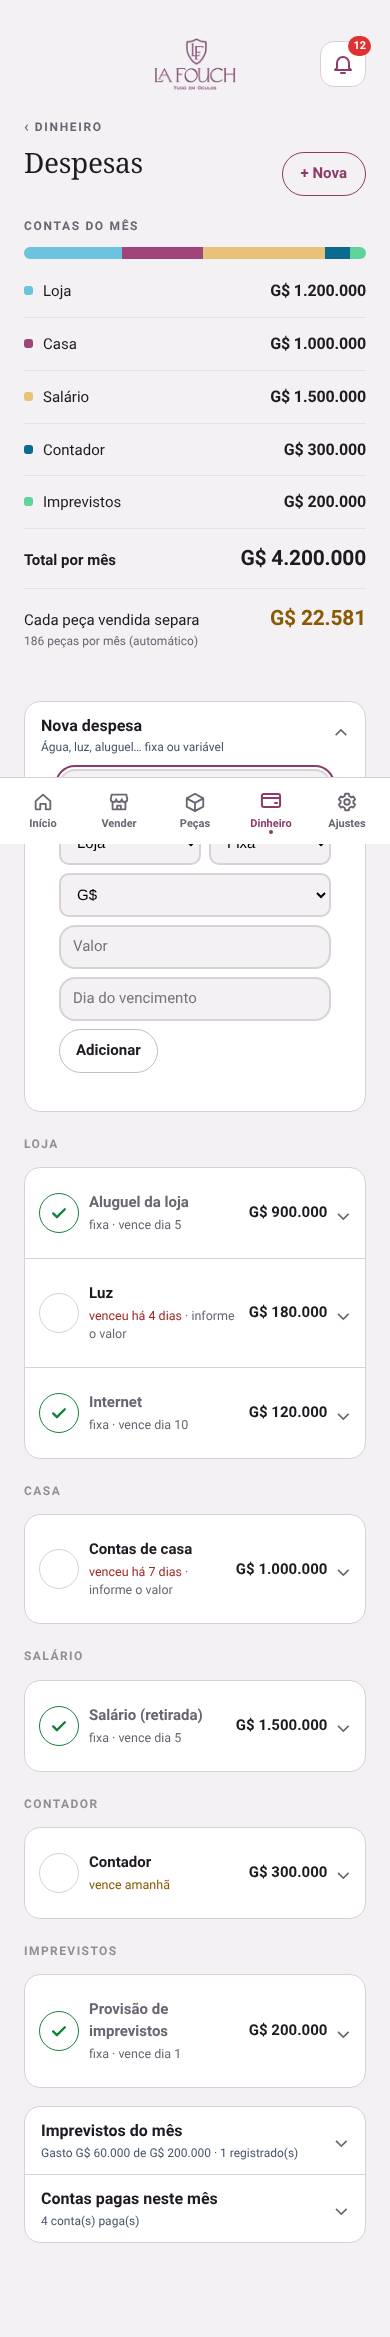 LF
LA FOUCH
Tudo em Óculos
12
‹ DINHEIRO
Despesas
+ Nova
CONTAS DO MÊS
Loja G$ 1.200.000
Casa G$ 1.000.000
Salário G$ 1.500.000
Contador G$ 300.000
Imprevistos G$ 200.000
Total por mês G$ 4.200.000
Cada peça vendida separa G$ 22.581
186 peças por mês (automático)
Nova despesa
Água, luz, aluguel... fixa ou variável
Início Vender Peças Dinheiro Ajustes
Loja Fixa
G$
Valor
Dia do vencimento
Adicionar
LOJA
Aluguel da loja G$ 900.000
fixa · vence dia 5
Luz G$ 180.000
venceu há 4 dias · informe
o valor
Internet G$ 120.000
fixa · vence dia 10
CASA
Contas de casa G$ 1.000.000
venceu há 7 dias ·
informe o valor
SALÁRIO
Salário (retirada) G$ 1.500.000
fixa · vence dia 5
CONTADOR
Contador G$ 300.000
vence amanhã
IMPREVISTOS
Provisão de
imprevistos G$ 200.000
fixa · vence dia 1
Imprevistos do mês
Gasto G$ 60.000 de G$ 200.000 · 1 registrado(s)
Contas pagas neste mês
4 conta(s) paga(s)